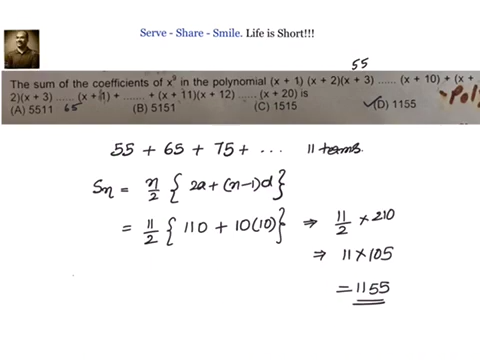 Serve - Share - Smile. Life is Short!!!
55
The sum of the coefficients of x⁹ in the polynomial (x + 1) (x + 2)(x + 3) ...... (x + 10) + (x +
2)(x + 3) ...... (x + 11) + ....... + (x + 11)(x + 12) ...... (x + 20) is
(A) 5511 65 (B) 5151 (C) 1515 ✓(D) 1155
55 + 65 + 75 + ... 11 terms
Sn = n/2 { 2a + (n-1)d }
= 11/2 { 110 + 10(10) } ⇒ 11/2 × 210
⇒ 11 × 105
= 1155